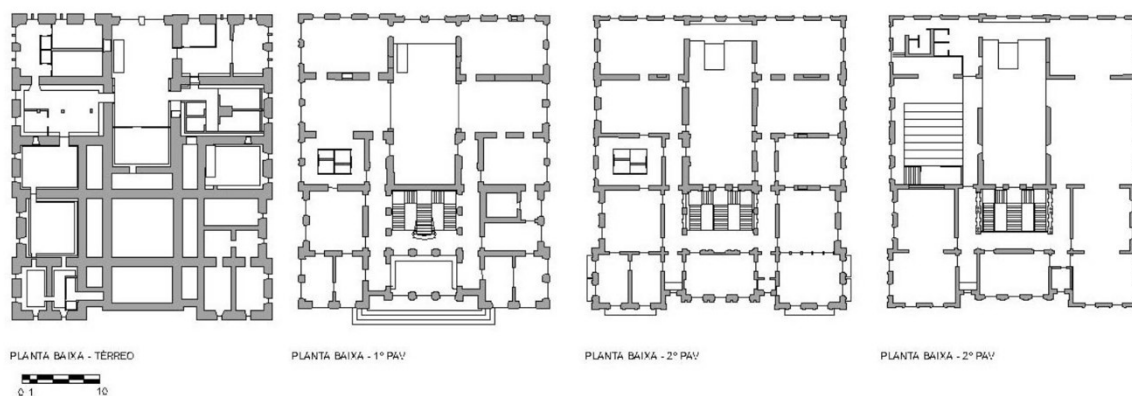 PLANTA BAIXA - TÉRREO
PLANTA BAIXA - 1º PAV
PLANTA BAIXA - 2º PAV
PLANTA BAIXA - 2º PAV
0 1 10